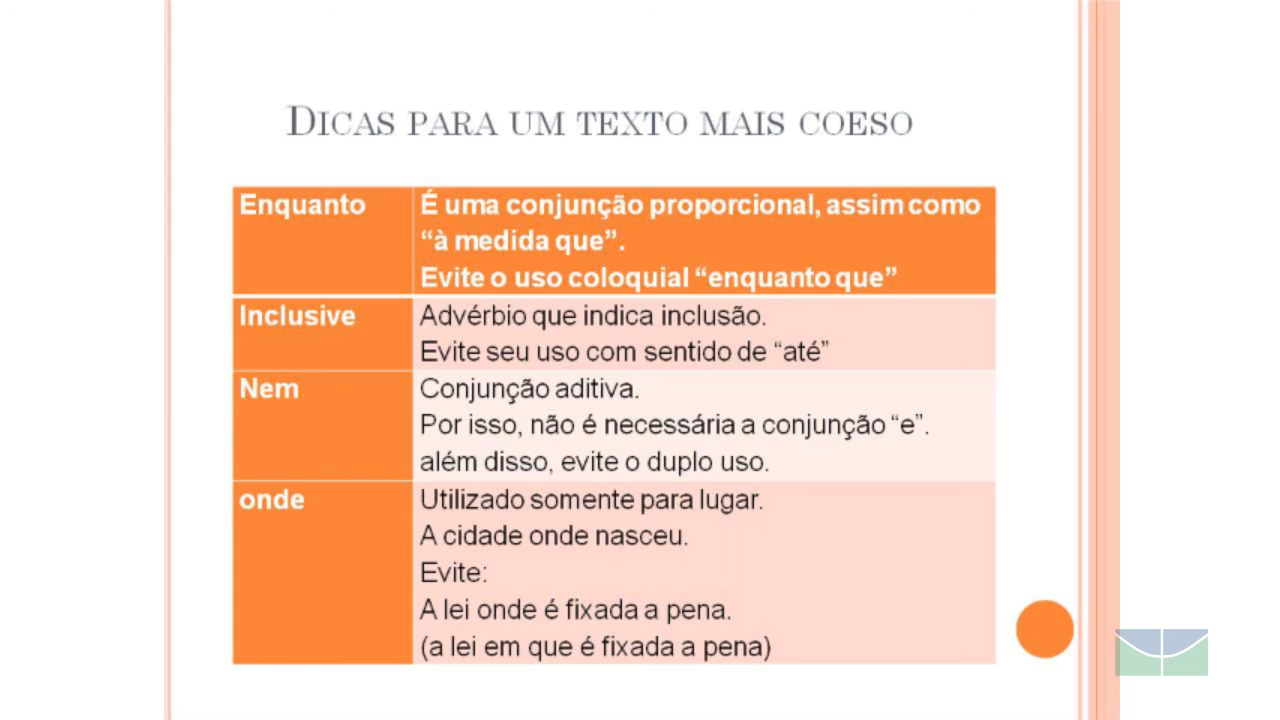 Dicas para um texto mais coeso
Enquanto
É uma conjunção proporcional, assim como
“à medida que”.
Evite o uso coloquial “enquanto que”
Inclusive
Advérbio que indica inclusão.
Evite seu uso com sentido de “até”
Nem
Conjunção aditiva.
Por isso, não é necessária a conjunção “e”.
além disso, evite o duplo uso.
onde
Utilizado somente para lugar.
A cidade onde nasceu.
Evite:
A lei onde é fixada a pena.
(a lei em que é fixada a pena)